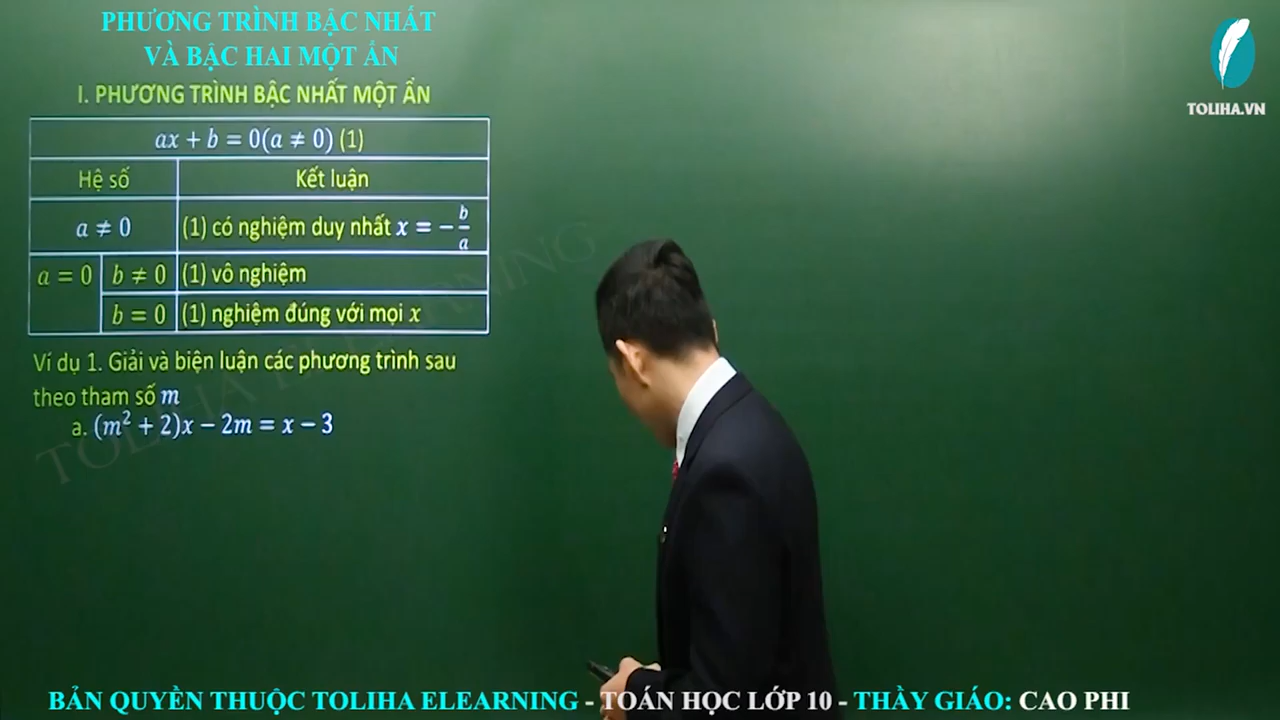 PHƯƠNG TRÌNH BẬC NHẤT
VÀ BẬC HAI MỘT ẨN
TOLIHA.VN
I. PHƯƠNG TRÌNH BẬC NHẤT MỘT ẨN
ax + b = 0(a ≠ 0) (1)
Hệ số Kết luận
a ≠ 0 (1) có nghiệm duy nhất x = −b/a
a = 0 b ≠ 0 (1) vô nghiệm
b = 0 (1) nghiệm đúng với mọi x
Ví dụ 1. Giải và biện luận các phương trình sau
theo tham số m
a. (m² + 2)x − 2m = x − 3
TOLIHA ELEARNING
BẢN QUYỀN THUỘC TOLIHA ELEARNING - TOÁN HỌC LỚP 10 - THẦY GIÁO: CAO PHI